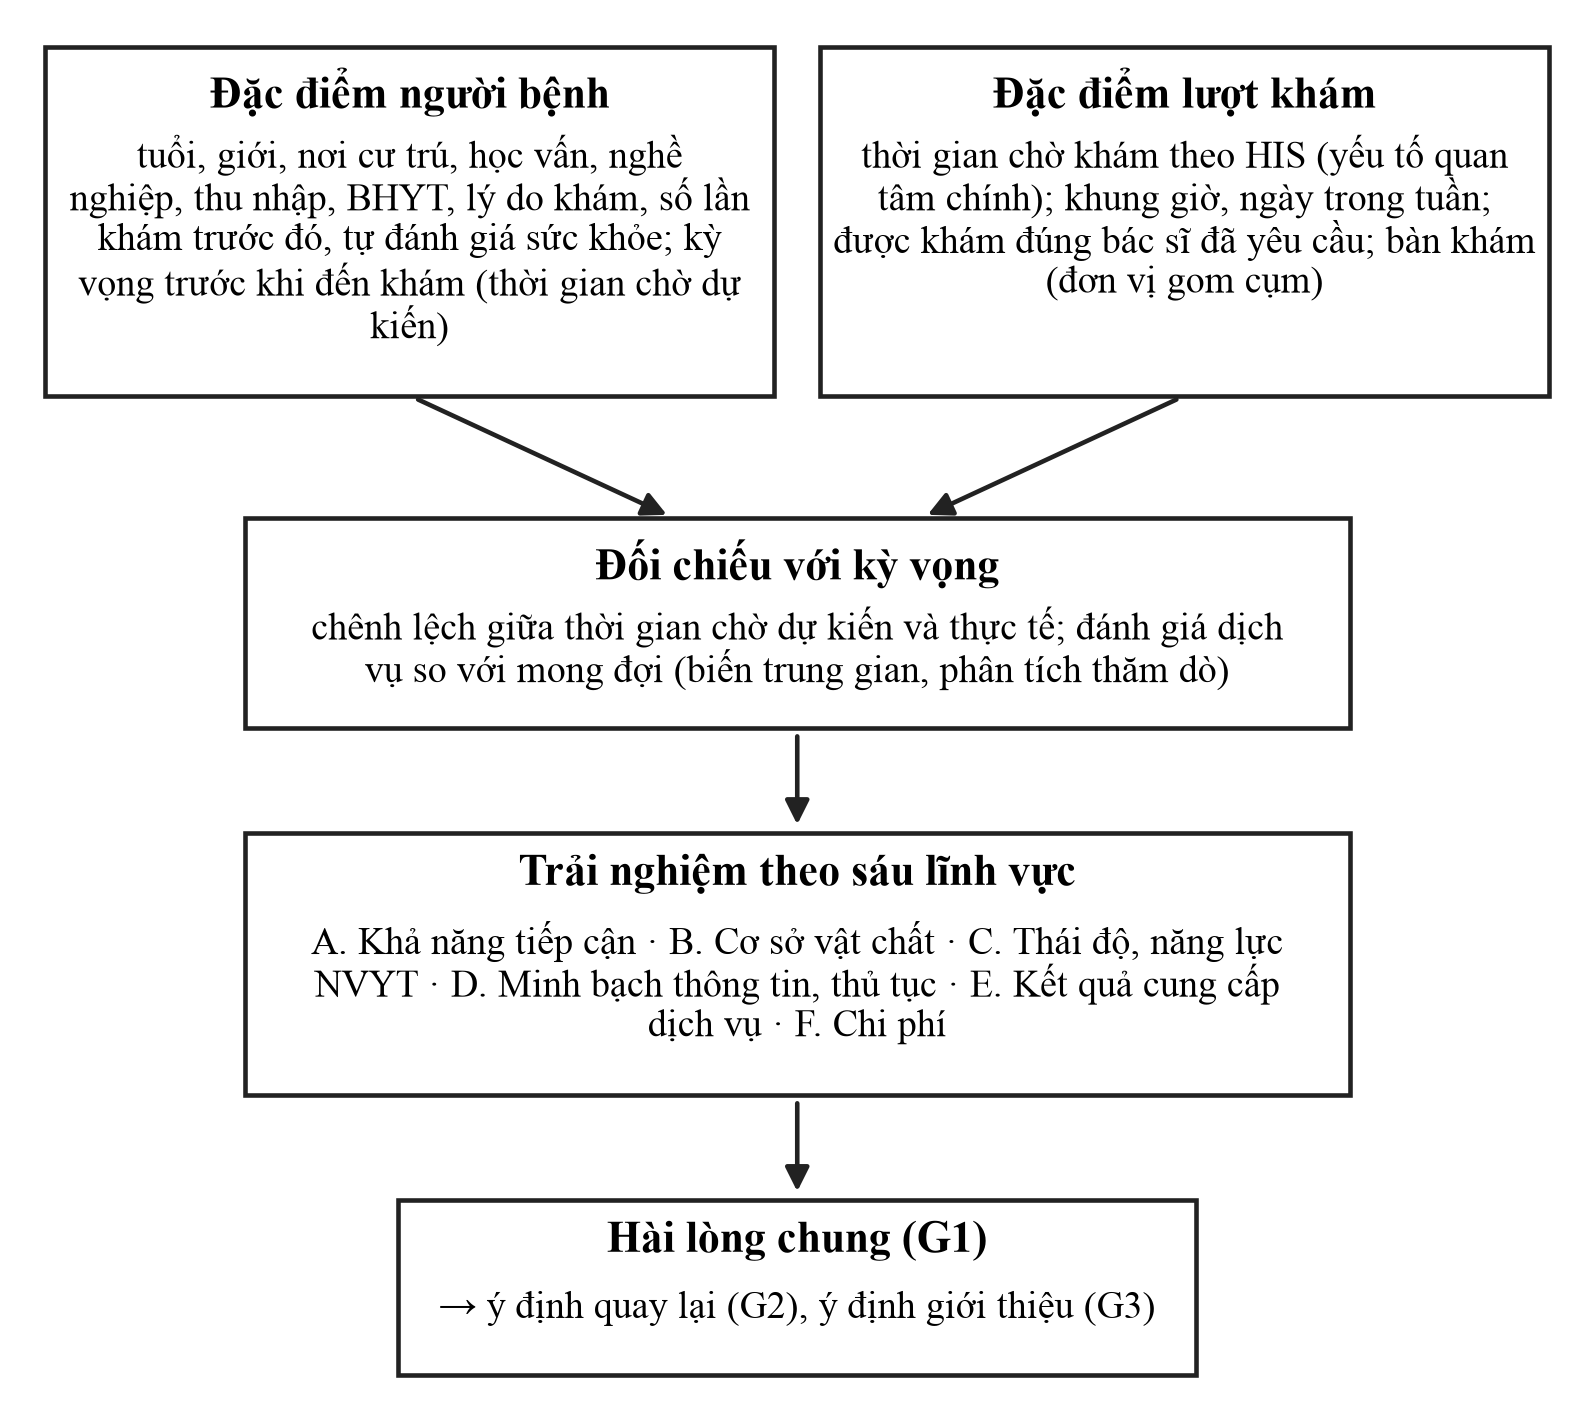 Đặc điểm người bệnh
tuổi, giới, nơi cư trú, học vấn, nghề
nghiệp, thu nhập, BHYT, lý do khám, số lần
khám trước đó, tự đánh giá sức khỏe; kỳ
vọng trước khi đến khám (thời gian chờ dự
kiến)
Đặc điểm lượt khám
thời gian chờ khám theo HIS (yếu tố quan
tâm chính); khung giờ, ngày trong tuần;
được khám đúng bác sĩ đã yêu cầu; bàn khám
(đơn vị gom cụm)
Đối chiếu với kỳ vọng
chênh lệch giữa thời gian chờ dự kiến và thực tế; đánh giá dịch
vụ so với mong đợi (biến trung gian, phân tích thăm dò)
Trải nghiệm theo sáu lĩnh vực
A. Khả năng tiếp cận · B. Cơ sở vật chất · C. Thái độ, năng lực
NVYT · D. Minh bạch thông tin, thủ tục · E. Kết quả cung cấp
dịch vụ · F. Chi phí
Hài lòng chung (G1)
→ ý định quay lại (G2), ý định giới thiệu (G3)